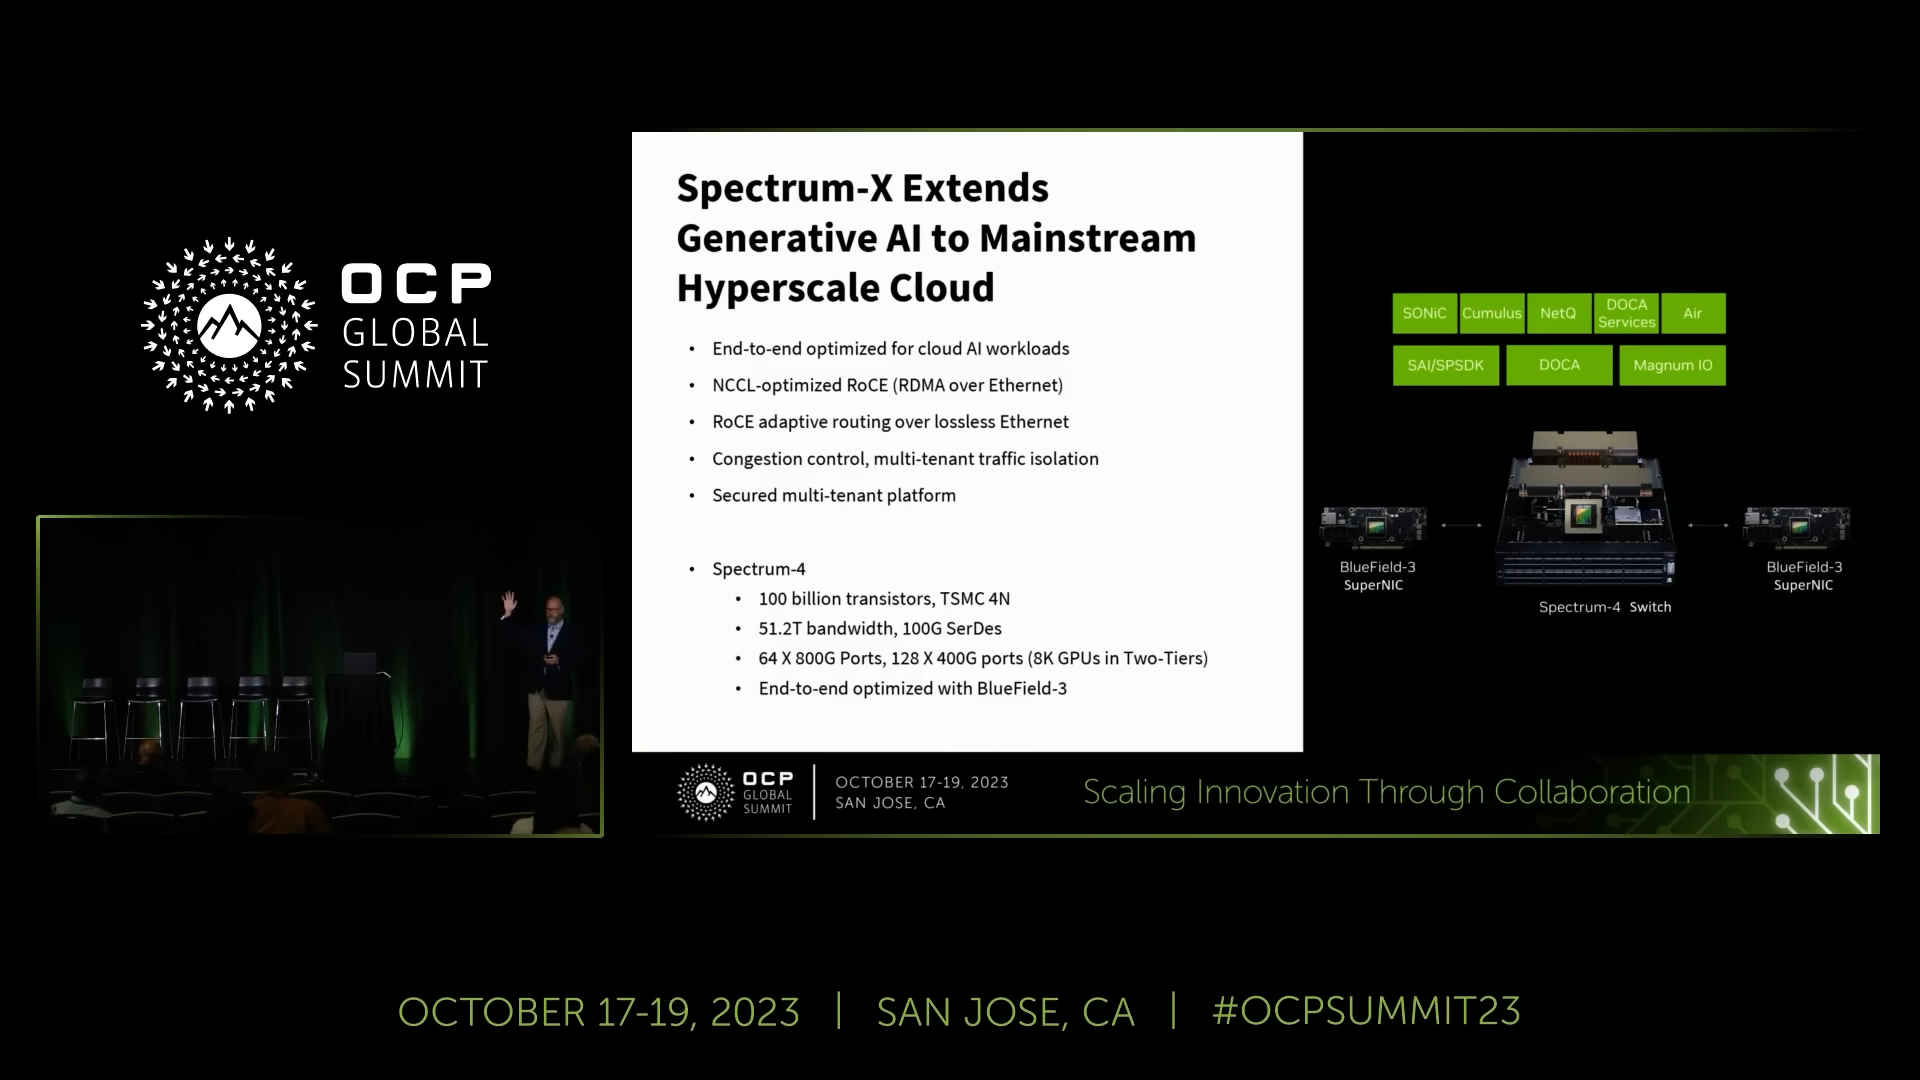 OCP
GLOBAL
SUMMIT
Spectrum-X Extends
Generative AI to Mainstream
Hyperscale Cloud
• End-to-end optimized for cloud AI workloads
• NCCL-optimized RoCE (RDMA over Ethernet)
• RoCE adaptive routing over lossless Ethernet
• Congestion control, multi-tenant traffic isolation
• Secured multi-tenant platform
• Spectrum-4
• 100 billion transistors, TSMC 4N
• 51.2T bandwidth, 100G SerDes
• 64 X 800G Ports, 128 X 400G ports (8K GPUs in Two-Tiers)
• End-to-end optimized with BlueField-3
SONiC Cumulus NetQ DOCA Services Air
SAI/SPSDK DOCA Magnum IO
BlueField-3
SuperNIC
Spectrum-4 Switch
BlueField-3
SuperNIC
OCP
GLOBAL
SUMMIT
OCTOBER 17-19, 2023
SAN JOSE, CA
Scaling Innovation Through Collaboration
OCTOBER 17-19, 2023 | SAN JOSE, CA | #OCPSUMMIT23